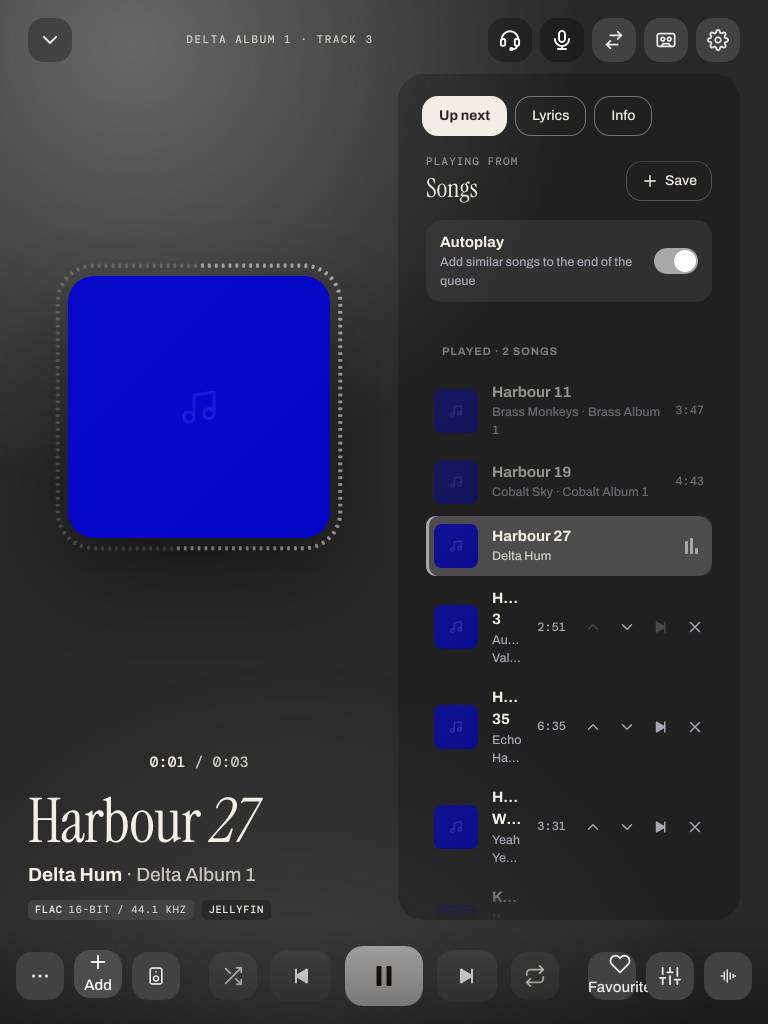 DELTA ALBUM 1 · TRACK 3
Up next
Lyrics
Info
PLAYING FROM
Songs
Save
Autoplay
Add similar songs to the end of the
queue
PLAYED · 2 SONGS
Harbour 11
Brass Monkeys · Brass Album
1
3:47
Harbour 19
Cobalt Sky · Cobalt Album 1
4:43
Harbour 27
Delta Hum
H...
3
Au...
Val...
2:51
H...
35
Echo
Ha...
6:35
H...
W...
Yeah
Ye...
3:31
K...
0:01 / 0:03
Harbour 27
Delta Hum · Delta Album 1
FLAC 16-BIT / 44.1 KHZ
JELLYFIN
Add
Favourite